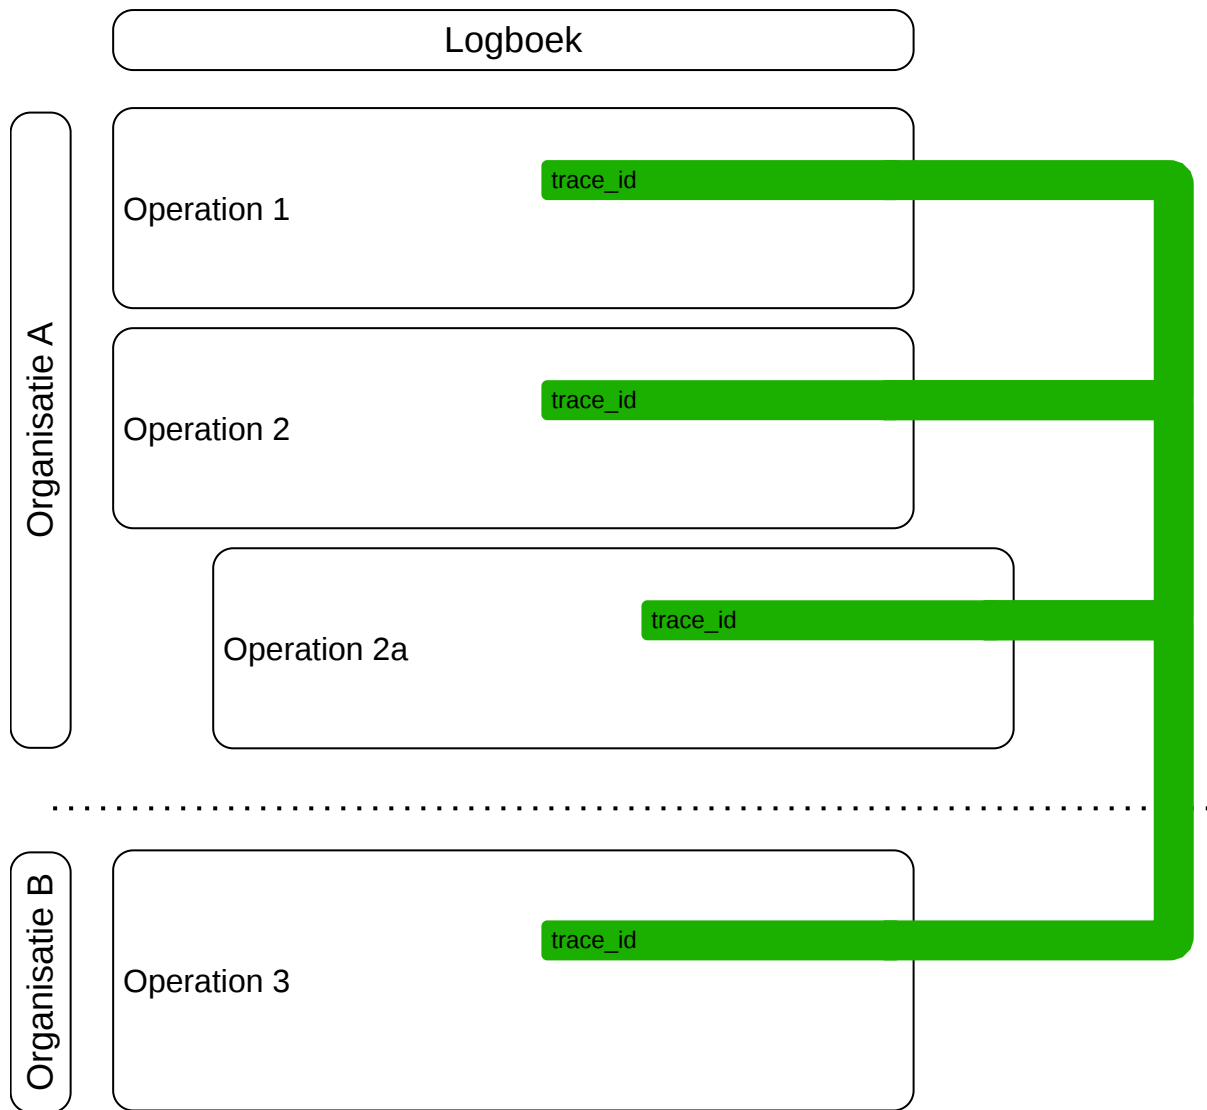 Logboek
Organisatie A
Operation 1
trace_id
Operation 2
trace_id
Operation 2a
trace_id
Organisatie B
Operation 3
trace_id